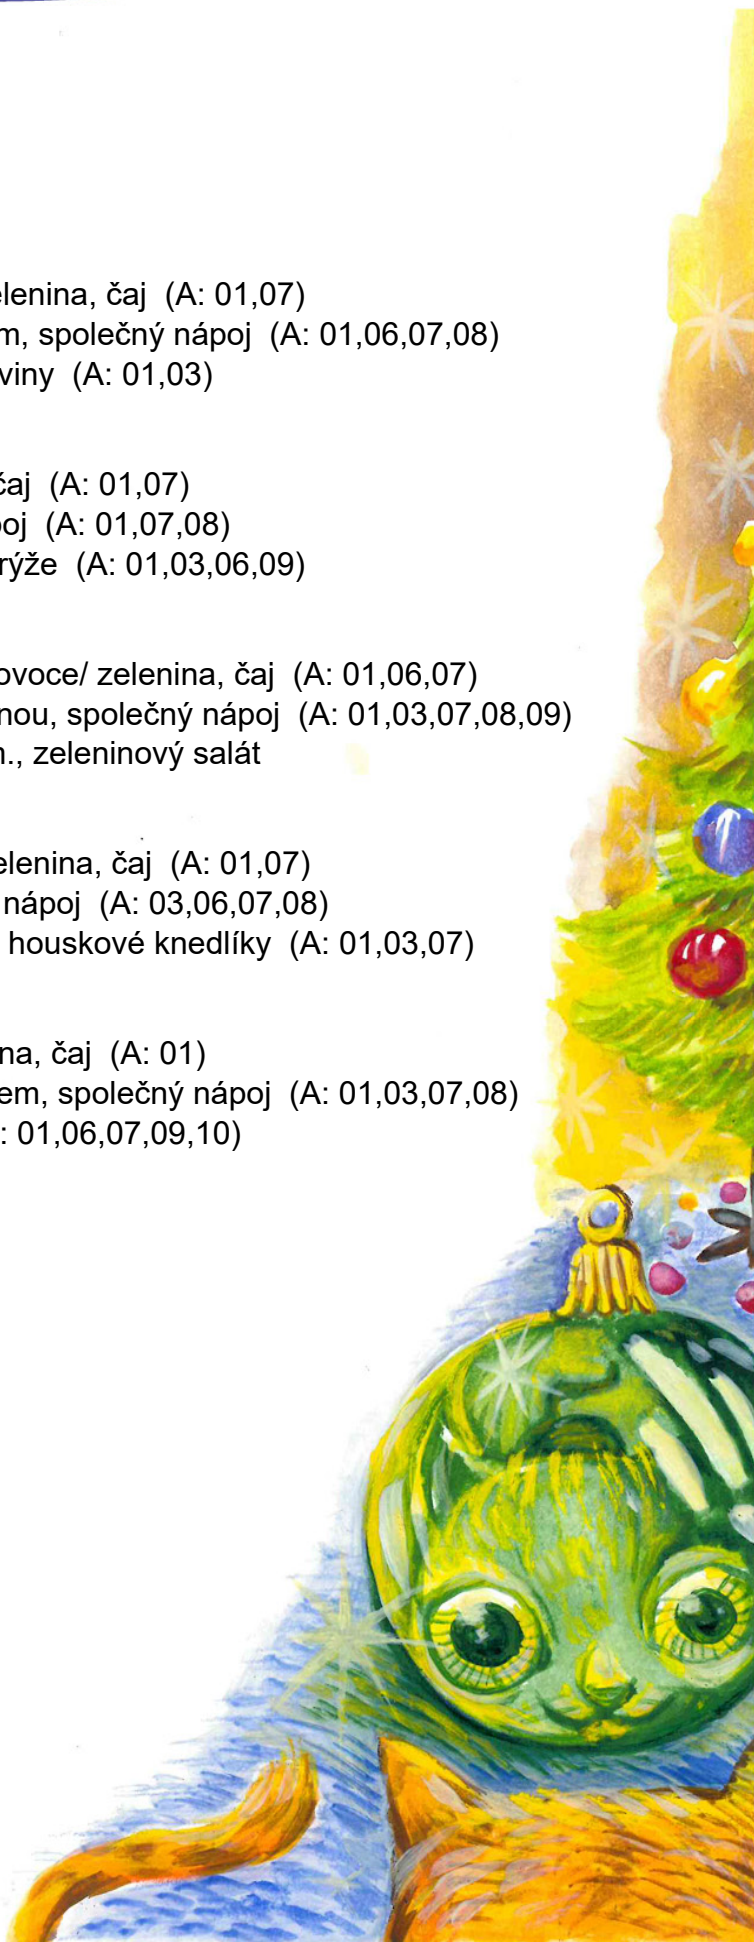 elenina, čaj (A: 01,07)
m, společný nápoj (A: 01,06,07,08)
viny (A: 01,03)
čaj (A: 01,07)
poj (A: 01,07,08)
rýže (A: 01,03,06,09)
ovoce/ zelenina, čaj (A: 01,06,07)
nou, společný nápoj (A: 01,03,07,08,09)
n., zeleninový salát
elenina, čaj (A: 01,07)
nápoj (A: 03,06,07,08)
houskové knedlíky (A: 01,03,07)
na, čaj (A: 01)
em, společný nápoj (A: 01,03,07,08)
: 01,06,07,09,10)